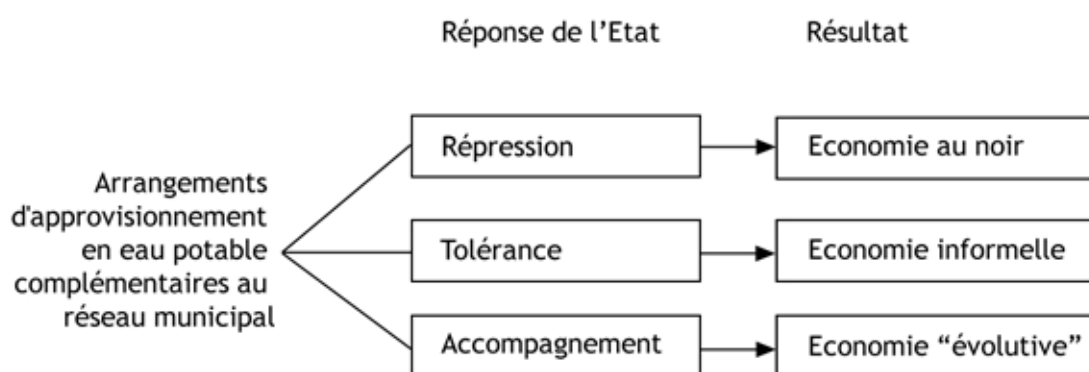 Réponse de l’Etat
Résultat
Arrangements
d'approvisionnement
en eau potable
complémentaires au
réseau municipal
Répression
Economie au noir
Tolérance
Economie informelle
Accompagnement
Economie “évolutive”